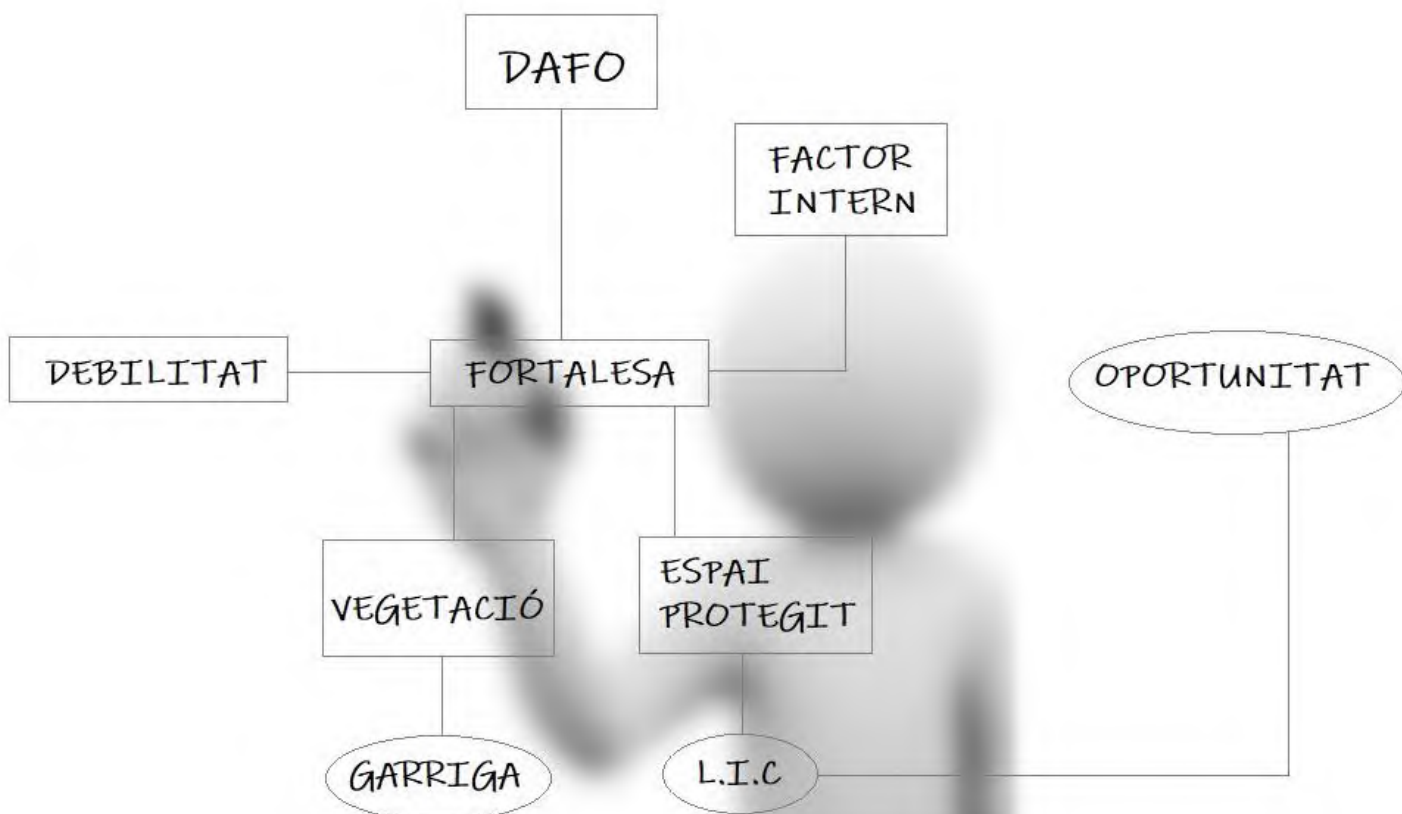 DAFO
FACTOR
INTERN
DEBILITAT
FORTALESA
OPORTUNITAT
VEGETACIÓ
ESPAI
PROTEGIT
GARRIGA
L.I.C